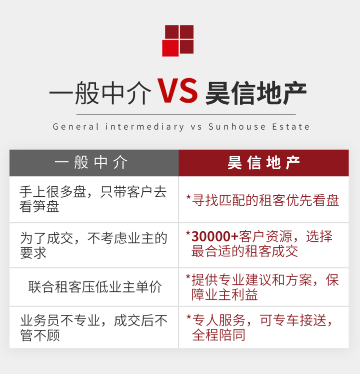 一般中介 VS 昊信地产
General intermediary vs Sunhouse Estate
一般中介
昊信地产
手上很多盘，只带客户去
看笋盘
*寻找匹配的租客优先看盘
为了成交，不考虑业主的
要求
*30000+客户资源，选择
最合适的租客成交
联合租客压低业主单价
*提供专业建议和方案，保
障业主利益
业务员不专业，成交后不
管不顾
*专人服务，可专车接送，
全程陪同